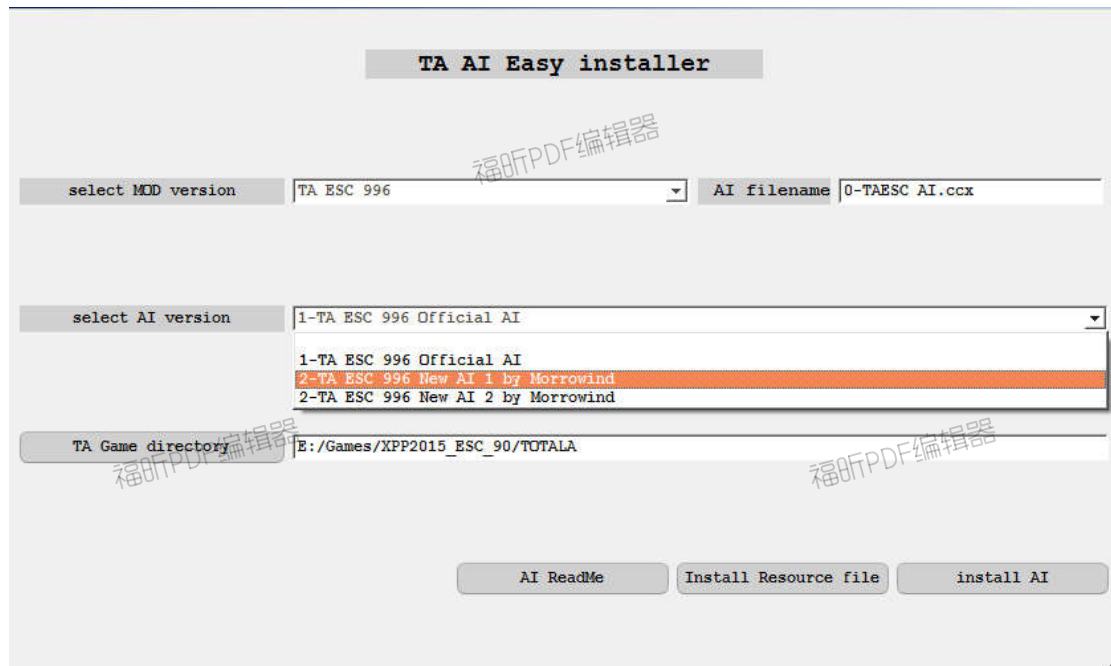 TA AI Easy installer
福昕PDF编辑器
select MOD version TA ESC 996 AI filename 0-TAESC AI.ccx
select AI version 1-TA ESC 996 Official AI
1-TA ESC 996 Official AI
2-TA ESC 996 New AI 1 by Morrowind
2-TA ESC 996 New AI 2 by Morrowind
TA Game directory E:/Games/XPP2015_ESC_90/TOTALA
福昕PDF编辑器
福昕PDF编辑器
AI ReadMe Install Resource file install AI